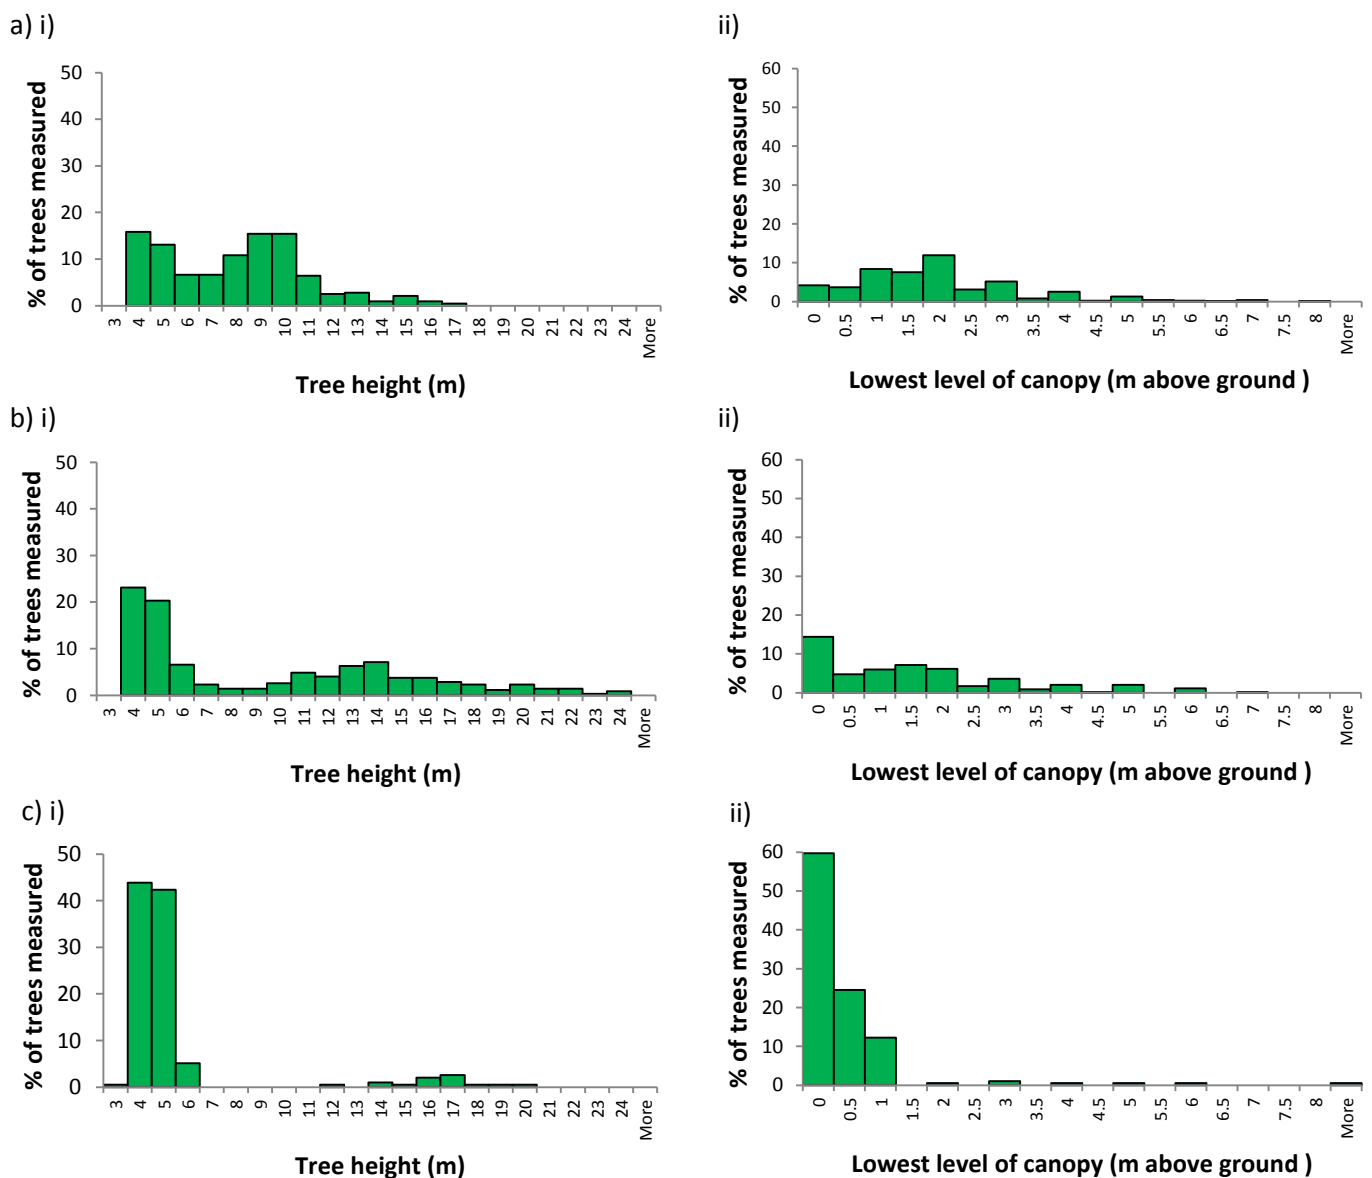 a) i)
ii)
% of trees measured
50
40
30
20
10
0
3 4 5 6 7 8 9 10 11 12 13 14 15 16 17 18 19 20 21 22 23 24 More
Tree height (m)
% of trees measured
60
50
40
30
20
10
0
0 0.5 1 1.5 2 2.5 3 3.5 4 4.5 5 5.5 6 6.5 7 7.5 8 More
Lowest level of canopy (m above ground )
b) i)
ii)
% of trees measured
50
40
30
20
10
0
3 4 5 6 7 8 9 10 11 12 13 14 15 16 17 18 19 20 21 22 23 24 More
Tree height (m)
% of trees measured
60
50
40
30
20
10
0
0 0.5 1 1.5 2 2.5 3 3.5 4 4.5 5 5.5 6 6.5 7 7.5 8 More
Lowest level of canopy (m above ground )
c) i)
ii)
% of trees measured
50
40
30
20
10
0
3 4 5 6 7 8 9 10 11 12 13 14 15 16 17 18 19 20 21 22 23 24 More
Tree height (m)
% of trees measured
60
50
40
30
20
10
0
0 0.5 1 1.5 2 2.5 3 3.5 4 4.5 5 5.5 6 6.5 7 7.5 8 More
Lowest level of canopy (m above ground )